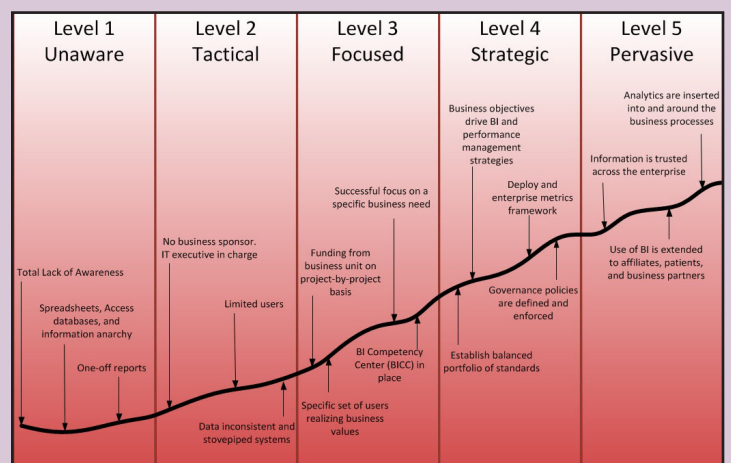 Level 1
Unaware
Level 2
Tactical
Level 3
Focused
Level 4
Strategic
Level 5
Pervasive
Total Lack of Awareness
Spreadsheets, Access
databases, and
information anarchy
One-off reports
No business sponsor.
IT executive in charge
Limited users
Data inconsistent and
stovepiped systems
Funding from
business unit on
project-by-project
basis
Specific set of users
realizing business
values
Successful focus on a
specific business need
BI Competency
Center (BICC) in
place
Establish balanced
portfolio of standards
Business objectives
drive BI and
performance
management
strategies
Deploy and
enterprise metrics
framework
Governance policies
are defined and
enforced
Information is trusted
across the enterprise
Use of BI is extended
to affiliates, patients,
and business partners
Analytics are inserted
into and around the
business processes